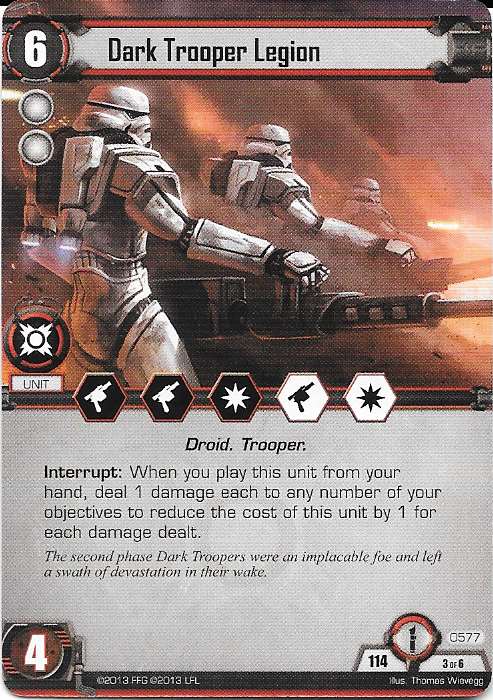 6
Dark Trooper Legion
UNIT
Droid. Trooper.
Interrupt: When you play this unit from your
hand, deal 1 damage each to any number of your
objectives to reduce the cost of this unit by 1 for
each damage dealt.
The second phase Dark Troopers were an implacable foe and left
a swath of devastation in their wake.
4
114
0577
3 OF 6
©2013 FFG ©2013 LFL
Illus. Thomas Wievegg